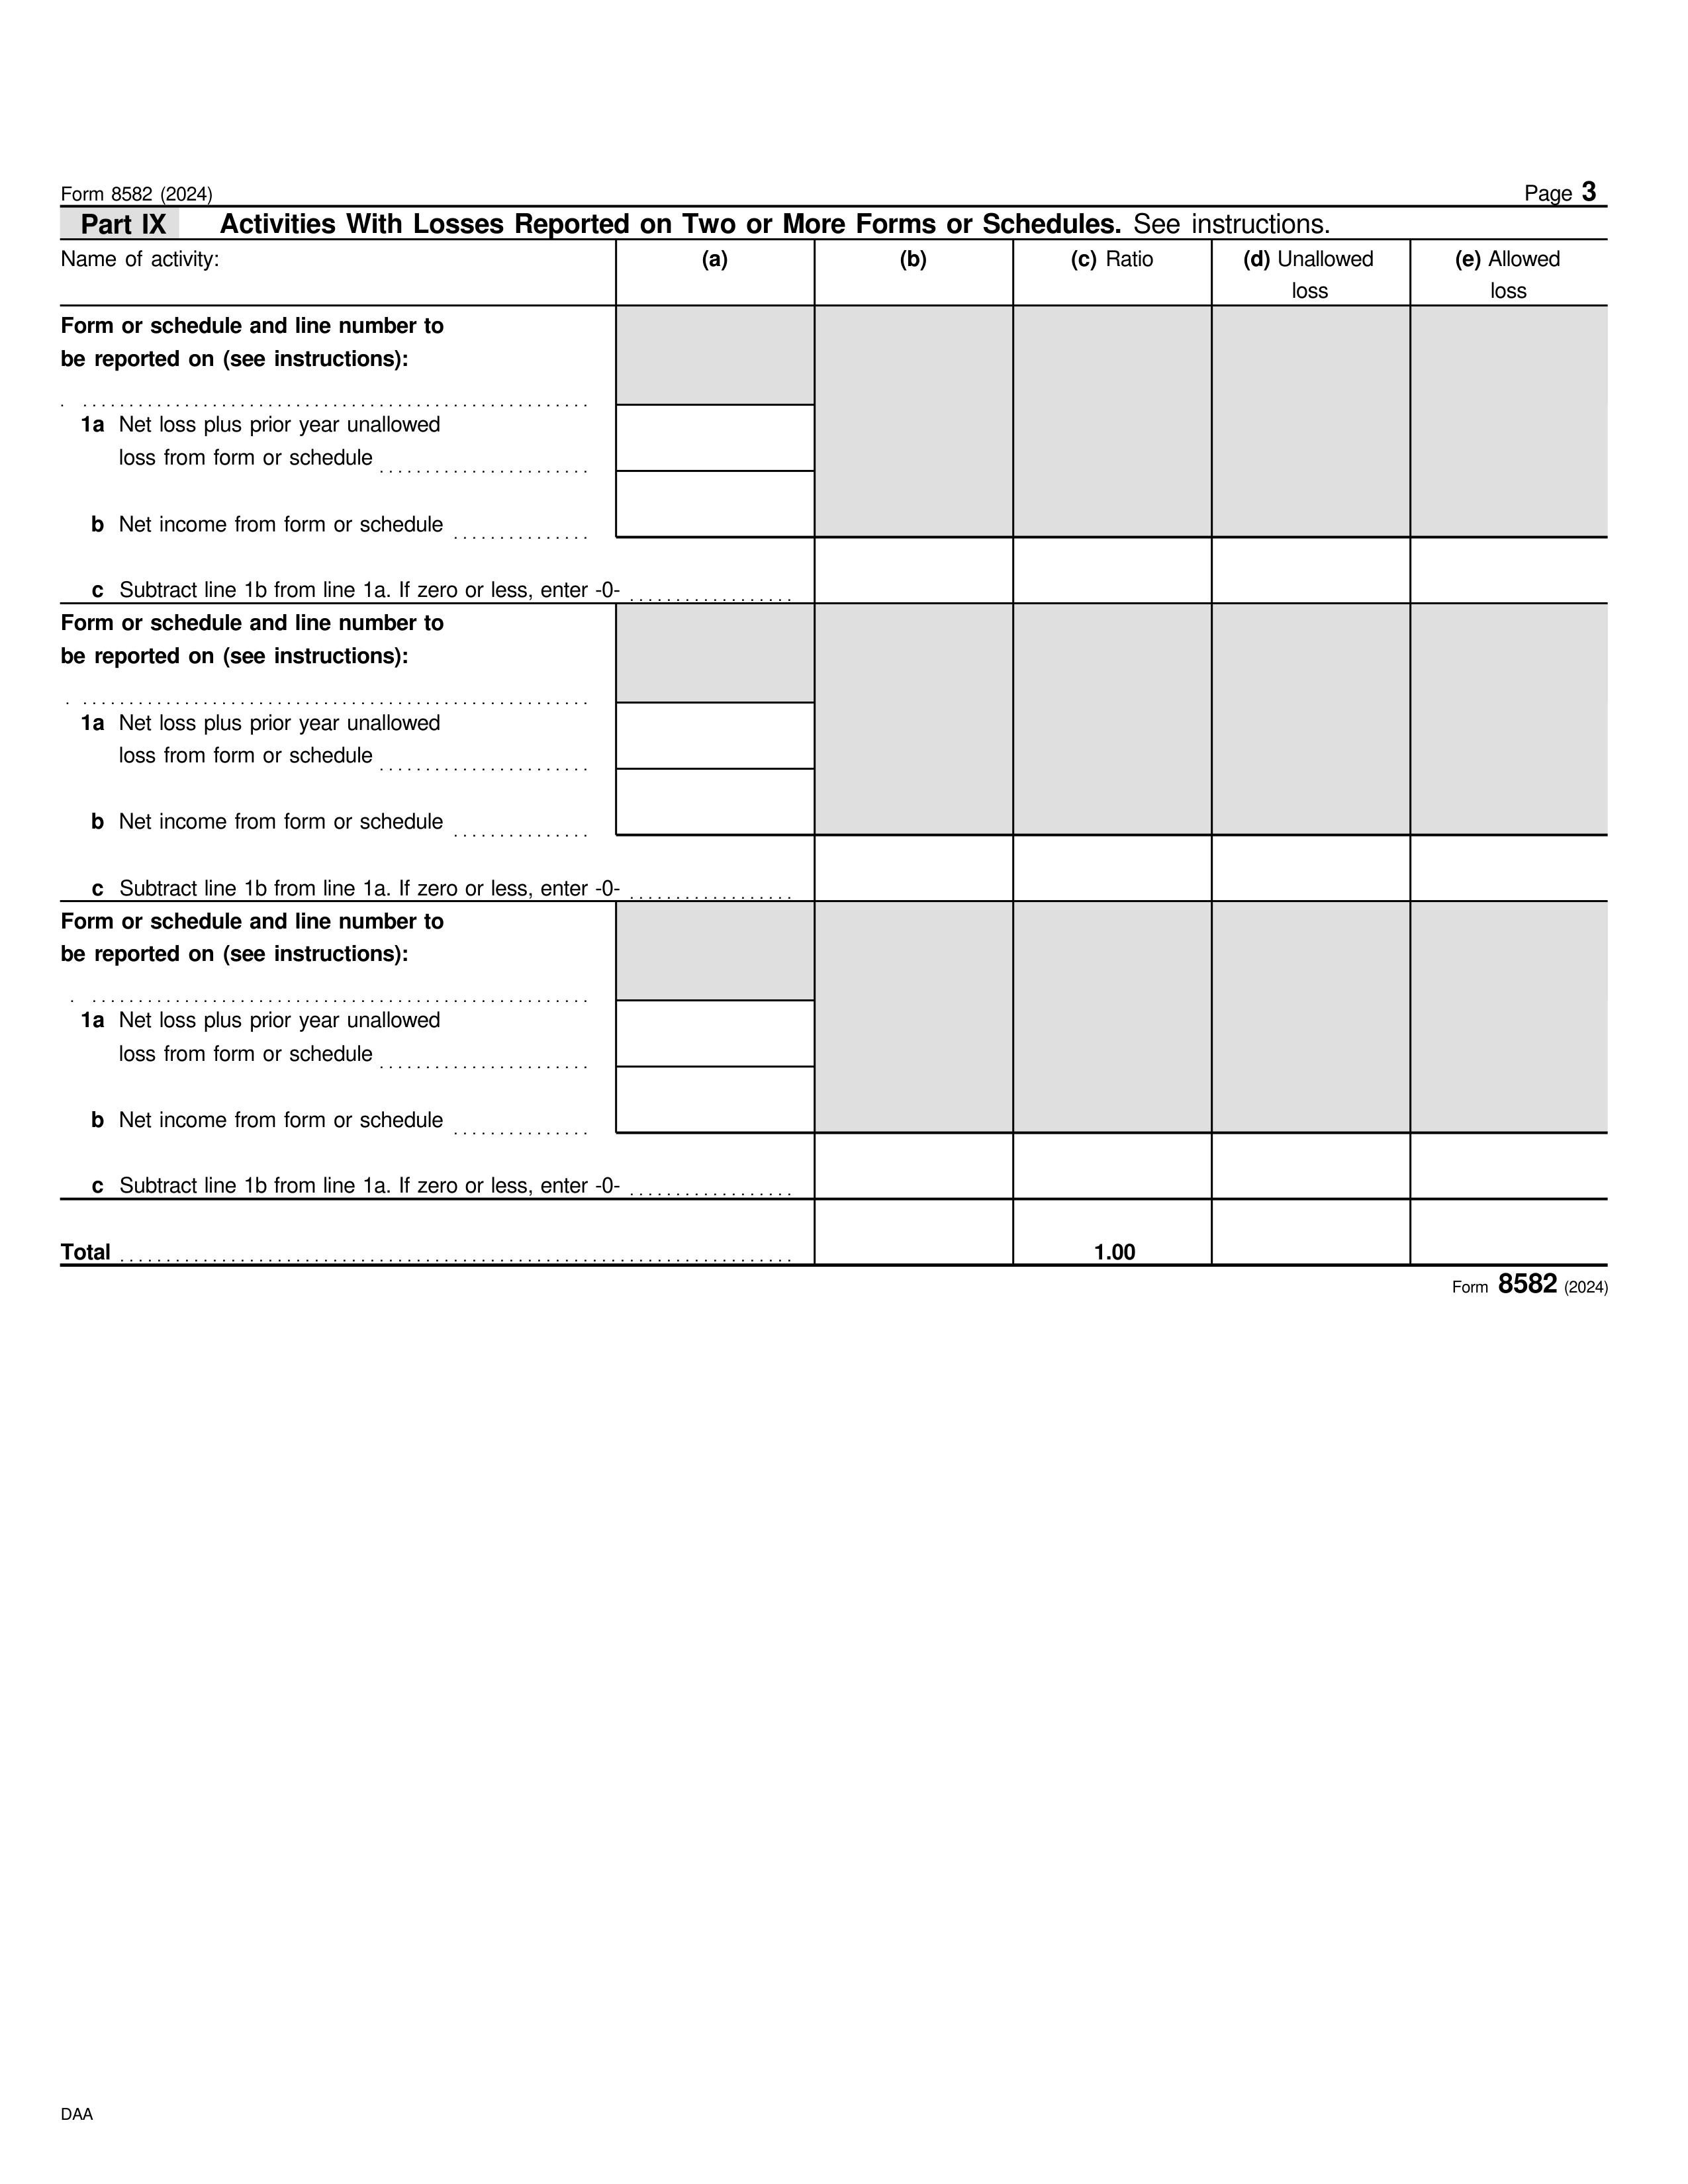 Form 8582 (2024) Page 3
Part IX Activities With Losses Reported on Two or More Forms or Schedules. See instructions.
Name of activity: (a) (b) (c) Ratio (d) Unallowed loss (e) Allowed loss
Form or schedule and line number to
be reported on (see instructions):
1a Net loss plus prior year unallowed
loss from form or schedule
b Net income from form or schedule
c Subtract line 1b from line 1a. If zero or less, enter -0-
Form or schedule and line number to
be reported on (see instructions):
1a Net loss plus prior year unallowed
loss from form or schedule
b Net income from form or schedule
c Subtract line 1b from line 1a. If zero or less, enter -0-
Form or schedule and line number to
be reported on (see instructions):
1a Net loss plus prior year unallowed
loss from form or schedule
b Net income from form or schedule
c Subtract line 1b from line 1a. If zero or less, enter -0-
Total 1.00
Form 8582 (2024)
DAA